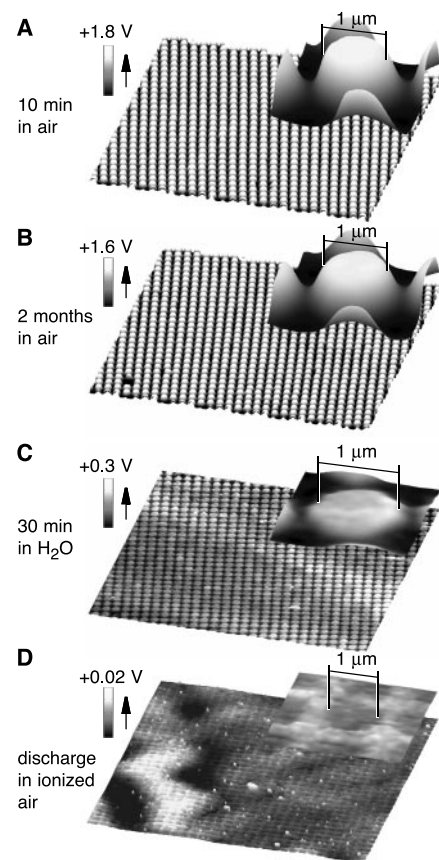 A
+1.8 V
1 μm
10 min
in air
B
+1.6 V
1 μm
2 months
in air
C
+0.3 V
1 μm
30 min
in H₂O
D
+0.02 V
1 μm
discharge
in ionized
air